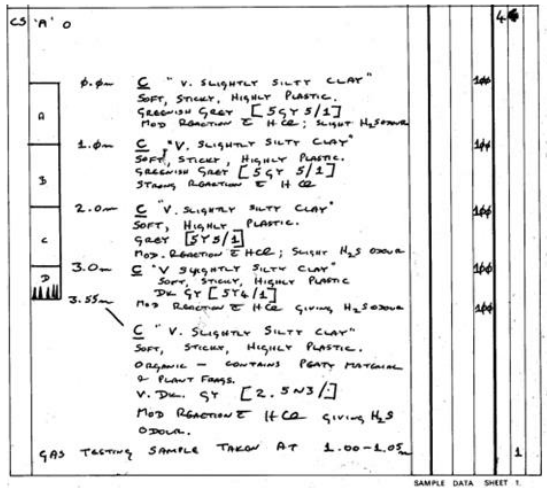 CS 'A' 0 4
0.0m C "V. SLIGHTLY SILTY CLAY" 100
SOFT, STICKY, HIGHLY PLASTIC.
A GREENISH GREY [5GY 5/1]
MOD REACTION C̄ HCl; SLIGHT H2S ODOUR
1.0m C "V. SLIGHTLY SILTY CLAY" 100
SOFT, STICKY, HIGHLY PLASTIC.
B GREENISH GREY [5GY 5/1]
STRONG REACTION C̄ HCl
2.0m C "V. SLIGHTLY SILTY CLAY" 100
SOFT, HIGHLY PLASTIC.
C GREY [5Y5/1]
MOD. REACTION C̄ HCl; SLIGHT H2S ODOUR
3.0m C "V SLIGHTLY SILTY CLAY" 100
D SOFT, STICKY, HIGHLY PLASTIC
DK GY [5Y4/1]
3.55m MOD REACTION C̄ HCl GIVING H2S ODOUR 100
C "V. SLIGHTLY SILTY CLAY"
SOFT, STICKY, HIGHLY PLASTIC.
ORGANIC - CONTAINS PEATY MATERIAL
& PLANT FRAGS.
V. DK. GY [2.5N3/.]
MOD REACTION C̄ HCl GIVING H2S
ODOUR.
GAS TESTING SAMPLE TAKEN AT 1.00-1.05m 1
SAMPLE DATA SHEET 1.